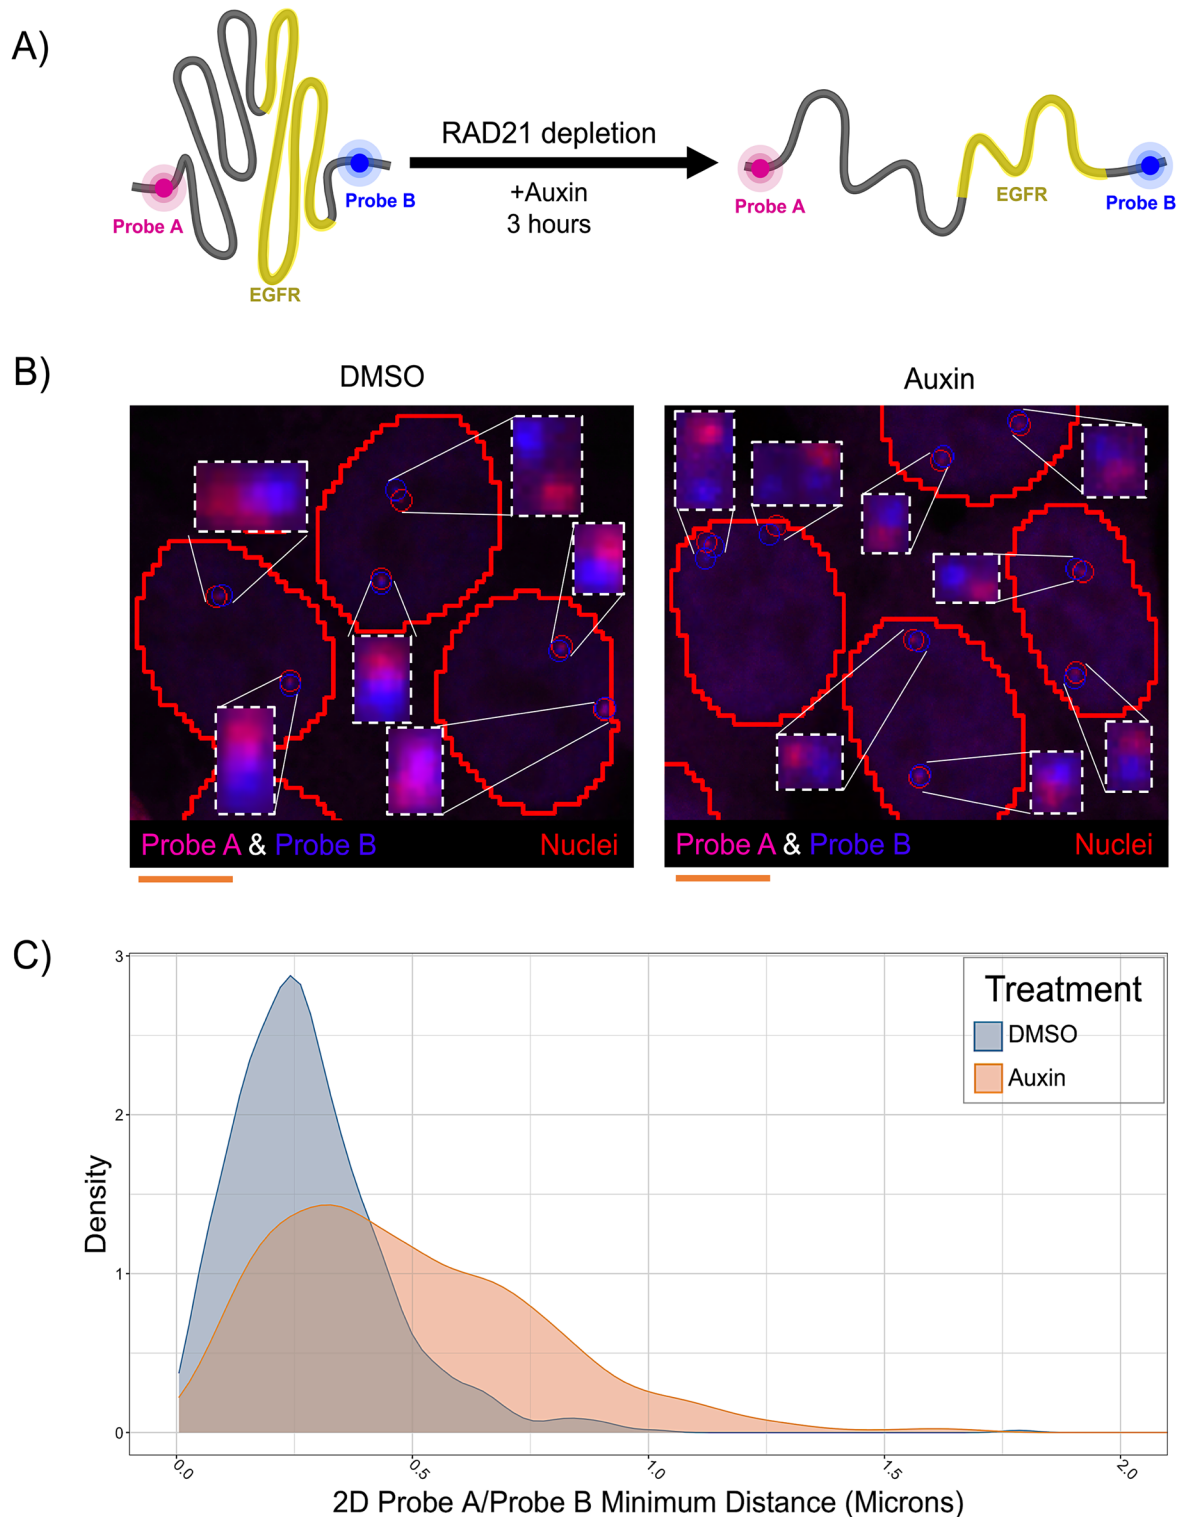 A)
RAD21 depletion
+Auxin
3 hours
Probe A
Probe B
EGFR
Probe A
EGFR
Probe B
B)
DMSO
Auxin
Probe A & Probe B
Nuclei
Probe A & Probe B
Nuclei
C)
3
2
1
0
Density
Treatment
DMSO
Auxin
0.0
0.5
1.0
1.5
2.0
2D Probe A/Probe B Minimum Distance (Microns)